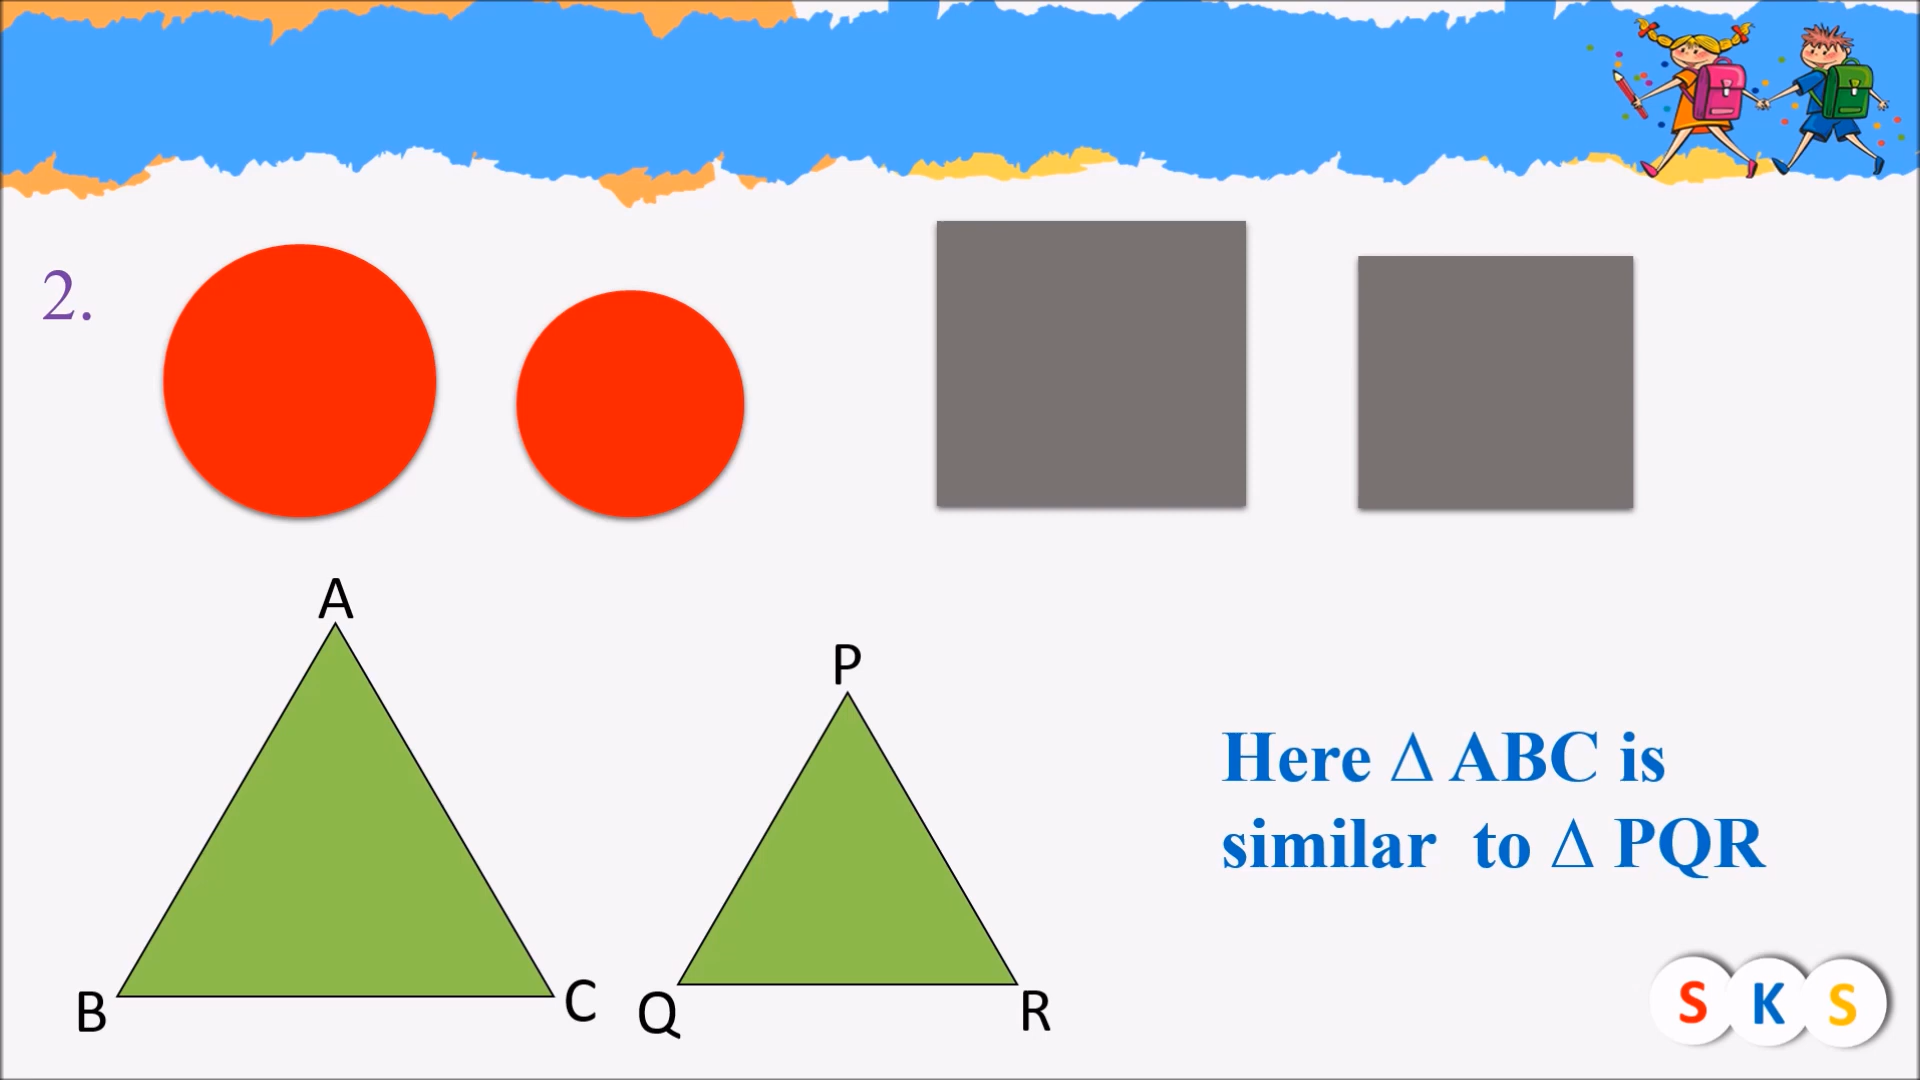 2.
A
P
Here Δ ABC is
similar to Δ PQR
B
C
Q
R
S K S